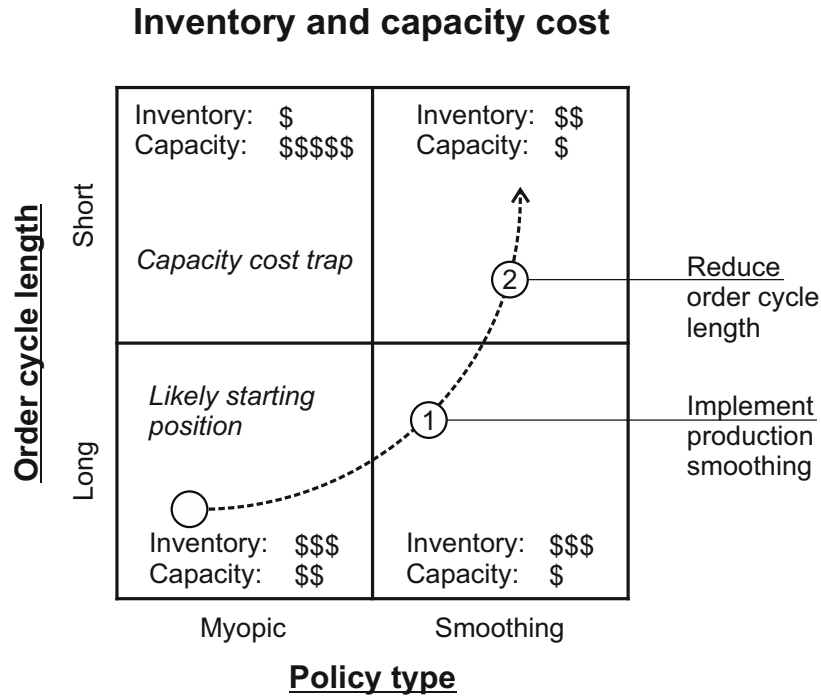 Inventory and capacity cost
Inventory: $
Capacity: $$$$$
Capacity cost trap
Inventory: $$
Capacity: $
2
Reduce
order cycle
length
Order cycle length
Short
Long
Likely starting
position
Inventory: $$$
Capacity: $$
1
Inventory: $$$
Capacity: $
Implement
production
smoothing
Myopic
Smoothing
Policy type